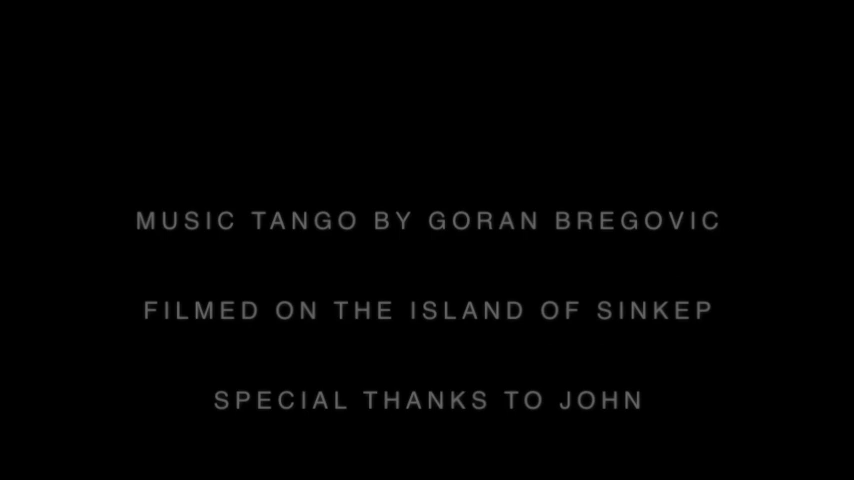 MUSIC TANGO BY GORAN BREGOVIC
FILMED ON THE ISLAND OF SINKEP
SPECIAL THANKS TO JOHN